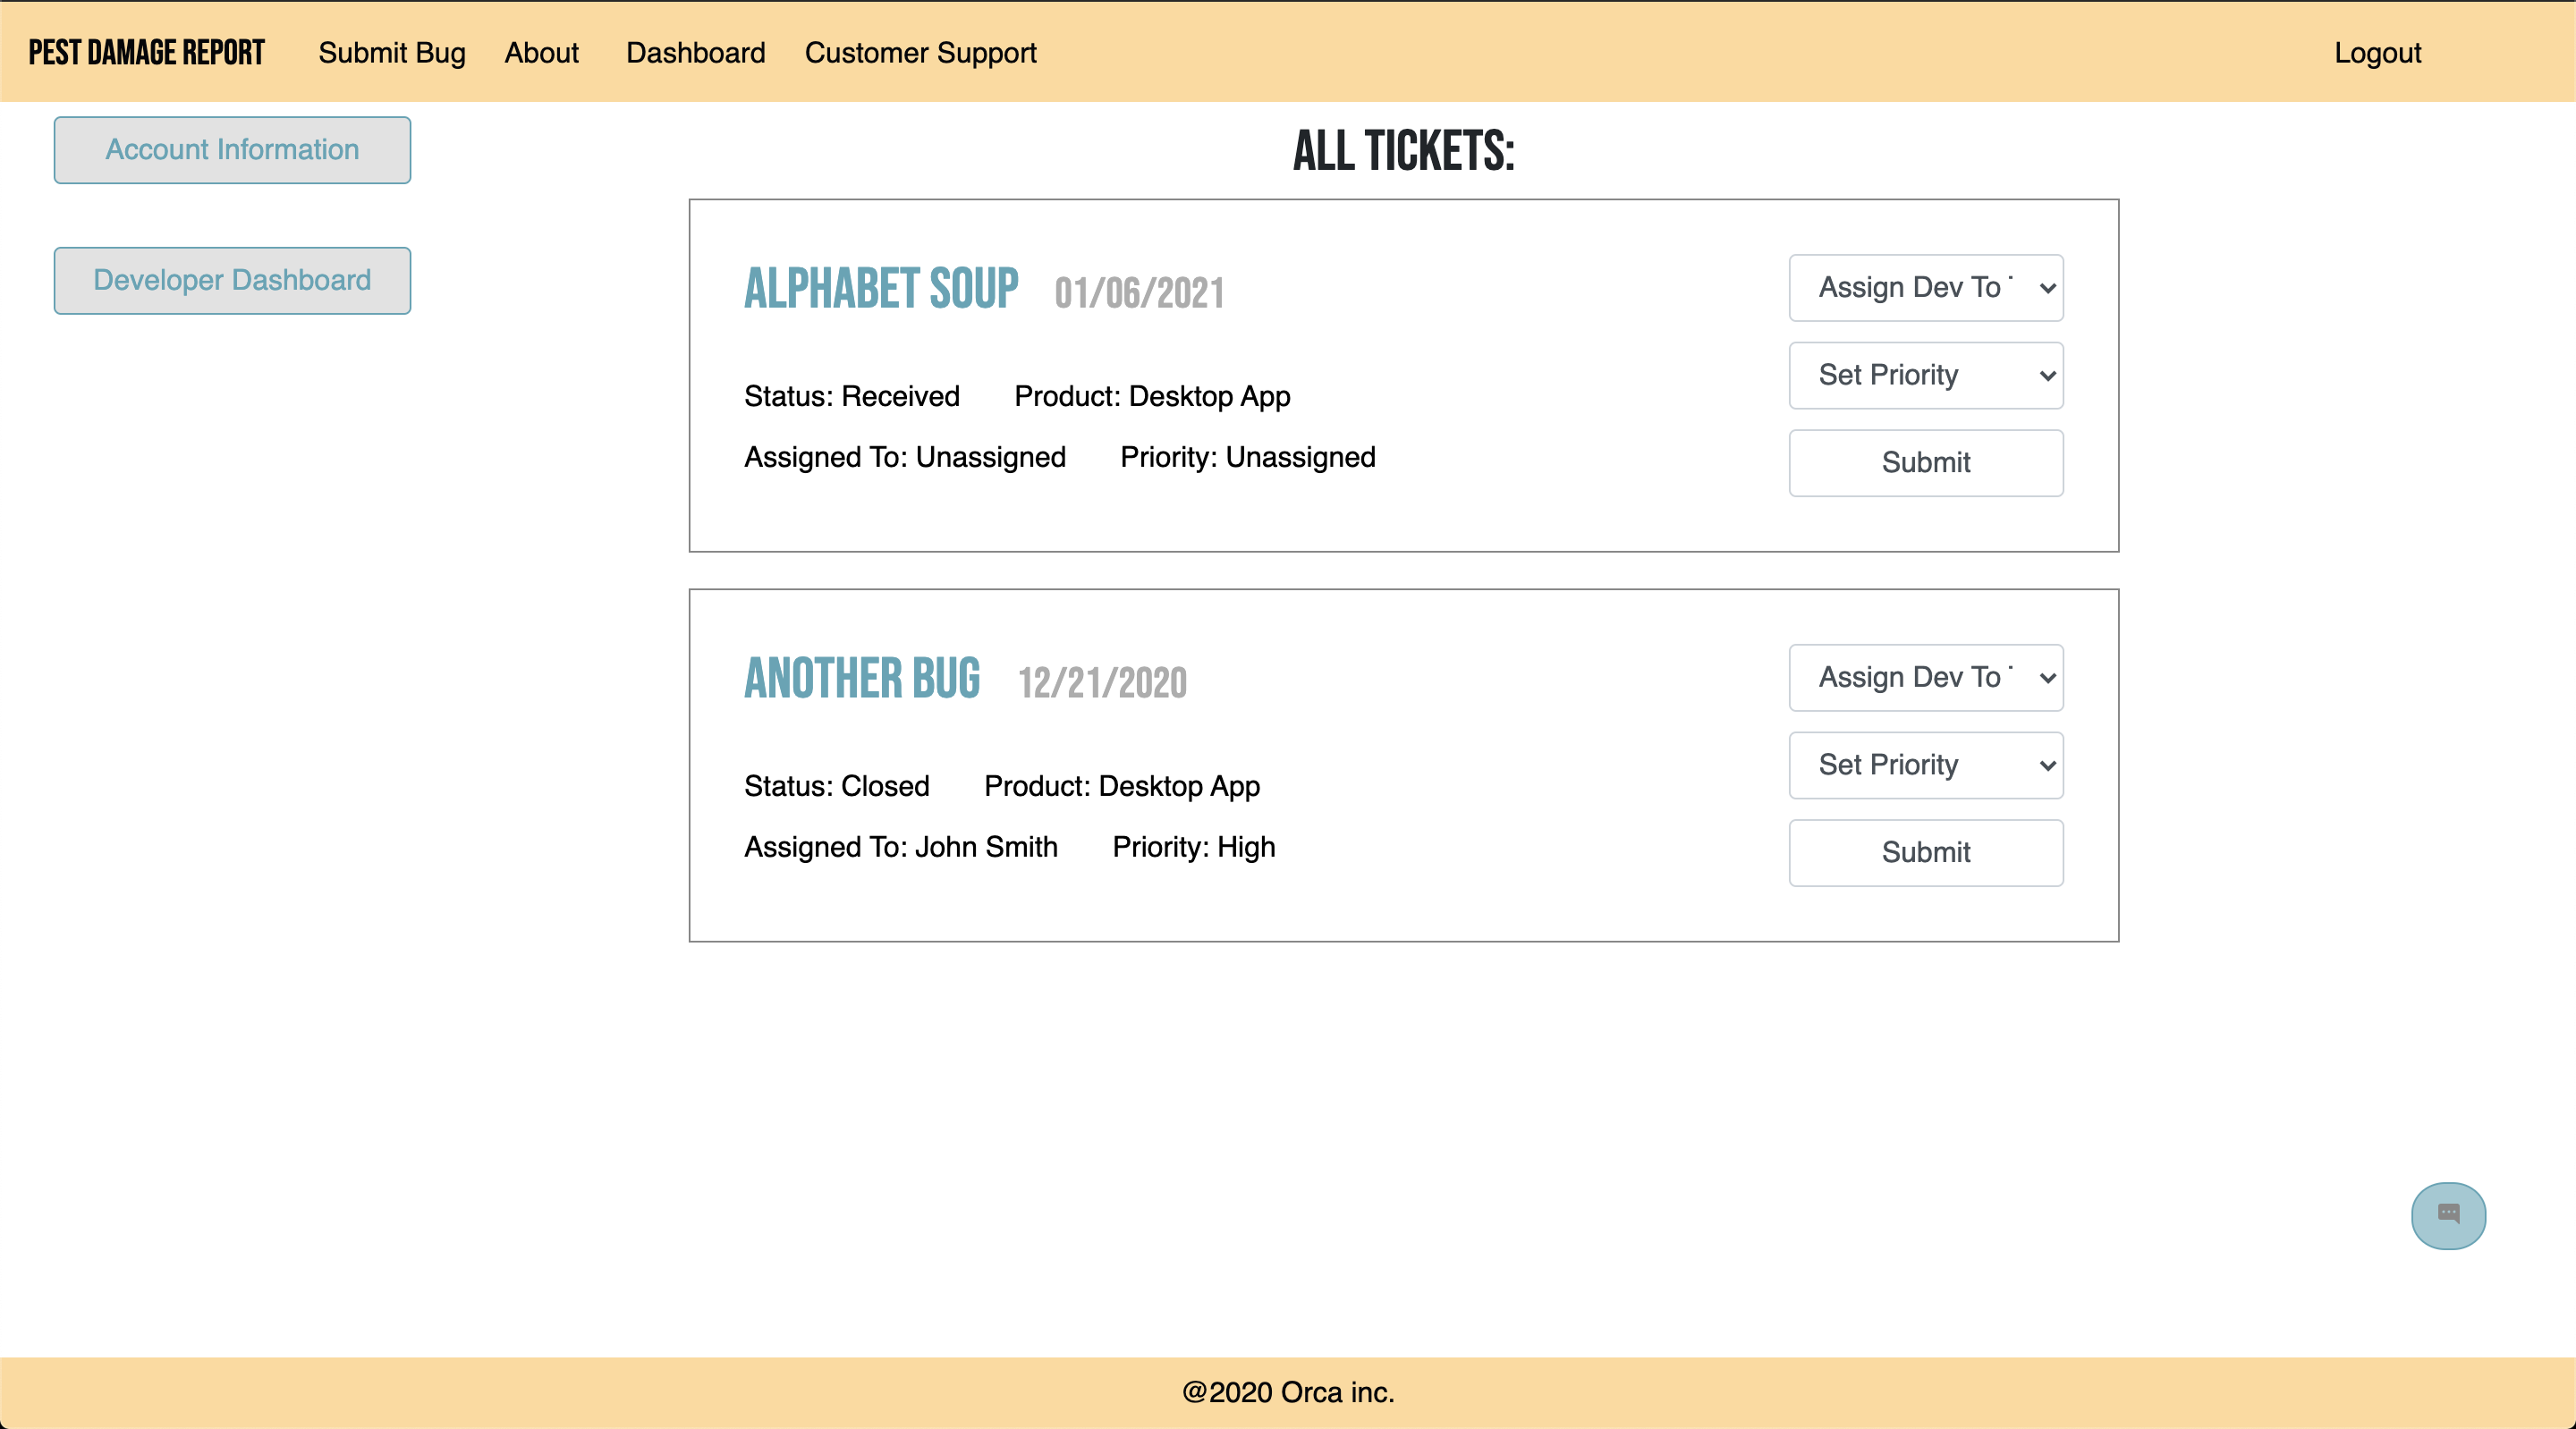 PEST DAMAGE REPORT Submit Bug About Dashboard Customer Support Logout
Account Information
Developer Dashboard
ALL TICKETS:
ALPHABET SOUP 01/06/2021
Status: Received Product: Desktop App
Assigned To: Unassigned Priority: Unassigned
Assign Dev To
Set Priority
Submit
ANOTHER BUG 12/21/2020
Status: Closed Product: Desktop App
Assigned To: John Smith Priority: High
Assign Dev To
Set Priority
Submit
@2020 Orca inc.